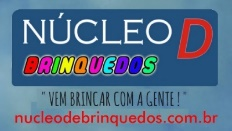 NÚCLEO D
BRINQUEDOS
" VEM BRINCAR COM A GENTE ! "
nucleodebrinquedos.com.br